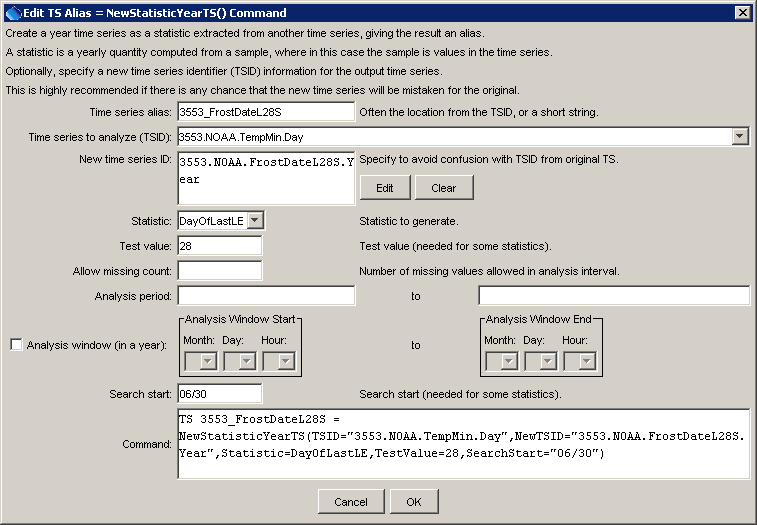 Edit TS Alias = NewStatisticYearTS() Command
Create a year time series as a statistic extracted from another time series, giving the result an alias.
A statistic is a yearly quantity computed from a sample, where in this case the sample is values in the time series.
Optionally, specify a new time series identifier (TSID) information for the output time series.
This is highly recommended if there is any chance that the new time series will be mistaken for the original.
Time series alias: 3553_FrostDateL28S Often the location from the TSID, or a short string.
Time series to analyze (TSID): 3553.NOAA.TempMin.Day
New time series ID: 3553.NOAA.FrostDateL28S.Y Specify to avoid confusion with TSID from original TS.
ear
Edit Clear
Statistic: DayOfLastLE Statistic to generate.
Test value: 28 Test value (needed for some statistics).
Allow missing count: Number of missing values allowed in analysis interval.
Analysis period: to
Analysis Window Start Analysis Window End
Month: Day: Hour: Month: Day: Hour:
Analysis window (in a year): to
Search start: 06/30 Search start (needed for some statistics).
TS 3553_FrostDateL28S =
Command: NewStatisticYearTS(TSID="3553.NOAA.TempMin.Day",NewTSID="3553.NOAA.FrostDateL28S.
Year",Statistic=DayOfLastLE,TestValue=28,SearchStart="06/30")
Cancel OK